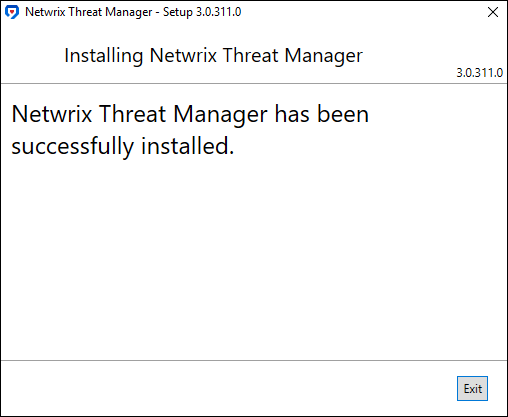 Netwrix Threat Manager - Setup 3.0.311.0
Installing Netwrix Threat Manager
3.0.311.0
Netwrix Threat Manager has been
successfully installed.
Exit